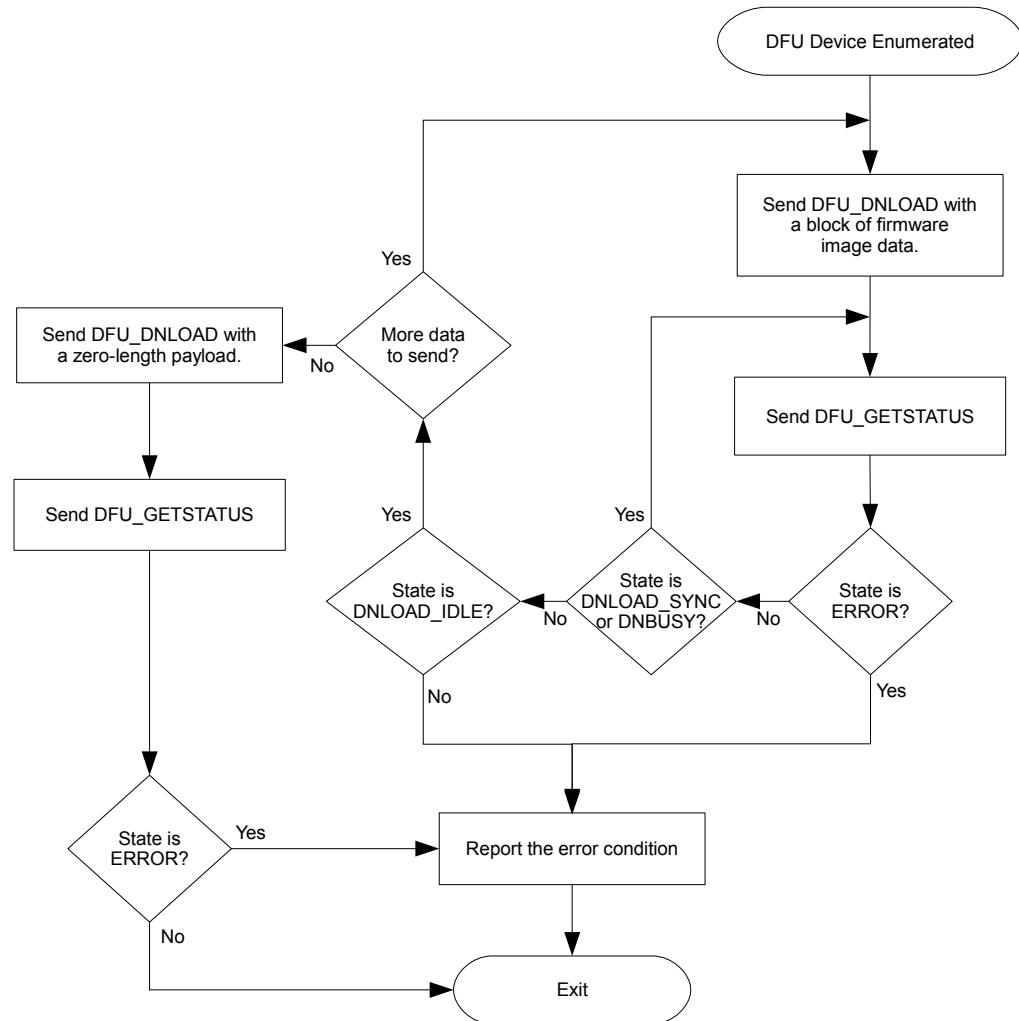 DFU Device Enumerated
Send DFU_DNLOAD with
a block of firmware
image data.
Yes
More data
to send?
No
Send DFU_DNLOAD with
a zero-length payload.
Send DFU_GETSTATUS
Send DFU_GETSTATUS
Yes
Yes
State is
DNLOAD_IDLE?
No
State is
DNLOAD_SYNC
or DNBUSY?
No
State is
ERROR?
No
Yes
State is
ERROR?
Yes
No
Report the error condition
Exit